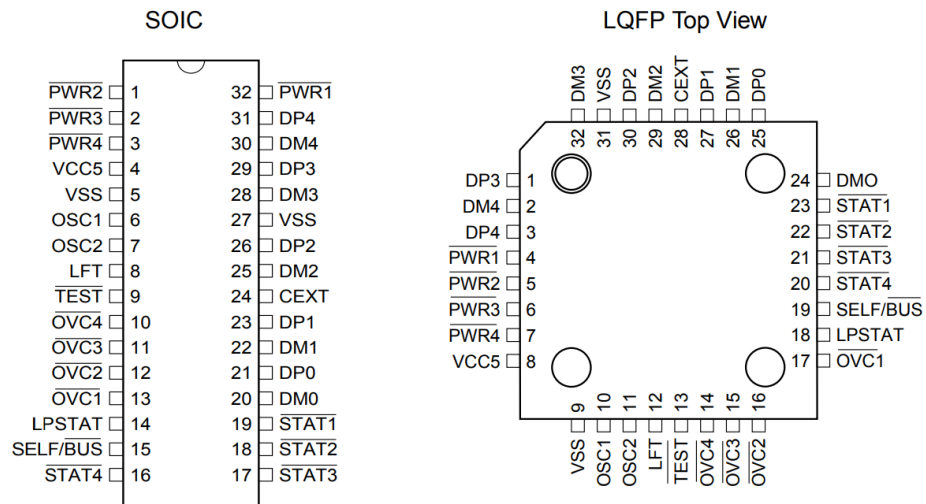 SOIC
LQFP Top View
PWR2 1 32 PWR1
PWR3 2 31 DP4
PWR4 3 30 DM4
VCC5 4 29 DP3
VSS 5 28 DM3
OSC1 6 27 VSS
OSC2 7 26 DP2
LFT 8 25 DM2
TEST 9 24 CEXT
OVC4 10 23 DP1
OVC3 11 22 DM1
OVC2 12 21 DP0
OVC1 13 20 DM0
LPSTAT 14 19 STAT1
SELF/BUS 15 18 STAT2
STAT4 16 17 STAT3
DM3 VSS DP2 DM2 CEXT DP1 DM1 DP0
32 31 30 29 28 27 26 25
DP3 1 24 DMO
DM4 2 23 STAT1
DP4 3 22 STAT2
PWR1 4 21 STAT3
PWR2 5 20 STAT4
PWR3 6 19 SELF/BUS
PWR4 7 18 LPSTAT
VCC5 8 17 OVC1
9 10 11 12 13 14 15 16
VSS OSC1 OSC2 LFT TEST OVC4 OVC3 OVC2